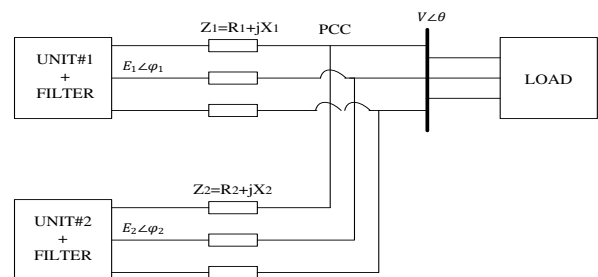 Z1=R1+jX1
PCC
V∠θ
UNIT#1
+
FILTER
E₁∠φ₁
LOAD
Z2=R2+jX2
UNIT#2
+
FILTER
E₂∠φ₂